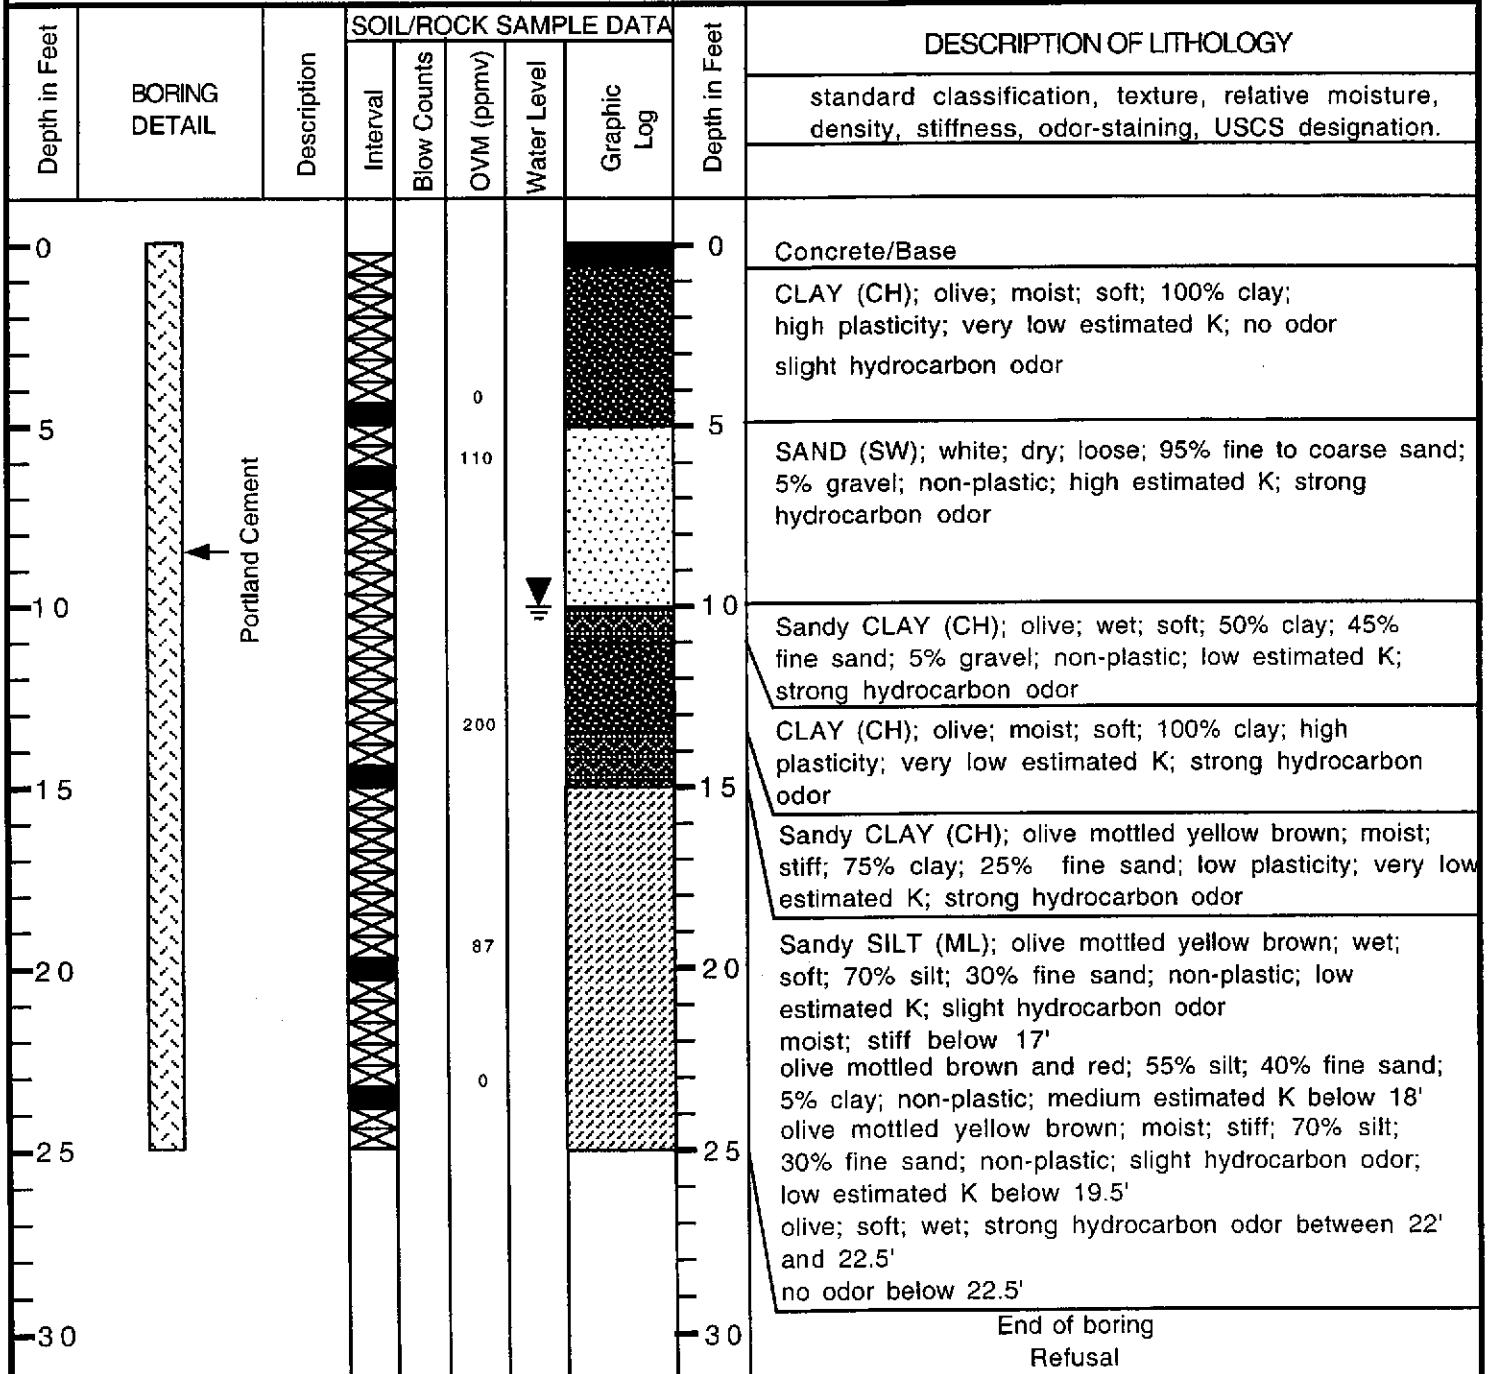 SOIL/ROCK SAMPLE DATA
Depth in Feet
BORING
DETAIL
Description
Interval
Blow Counts
OVM (ppmv)
Water Level
Graphic
Log
Depth in Feet
DESCRIPTION OF LITHOLOGY
standard classification, texture, relative moisture,
density, stiffness, odor-staining, USCS designation.
0
5
10
15
20
25
30
Portland Cement
0
110
200
87
0
0
5
10
15
20
25
30
Concrete/Base
CLAY (CH); olive; moist; soft; 100% clay;
high plasticity; very low estimated K; no odor
slight hydrocarbon odor
SAND (SW); white; dry; loose; 95% fine to coarse sand;
5% gravel; non-plastic; high estimated K; strong
hydrocarbon odor
Sandy CLAY (CH); olive; wet; soft; 50% clay; 45%
fine sand; 5% gravel; non-plastic; low estimated K;
strong hydrocarbon odor
CLAY (CH); olive; moist; soft; 100% clay; high
plasticity; very low estimated K; strong hydrocarbon
odor
Sandy CLAY (CH); olive mottled yellow brown; moist;
stiff; 75% clay; 25% fine sand; low plasticity; very low
estimated K; strong hydrocarbon odor
Sandy SILT (ML); olive mottled yellow brown; wet;
soft; 70% silt; 30% fine sand; non-plastic; low
estimated K; slight hydrocarbon odor
moist; stiff below 17'
olive mottled brown and red; 55% silt; 40% fine sand;
5% clay; non-plastic; medium estimated K below 18'
olive mottled yellow brown; moist; stiff; 70% silt;
30% fine sand; non-plastic; slight hydrocarbon odor;
low estimated K below 19.5'
olive; soft; wet; strong hydrocarbon odor between 22'
and 22.5'
no odor below 22.5'
End of boring
Refusal